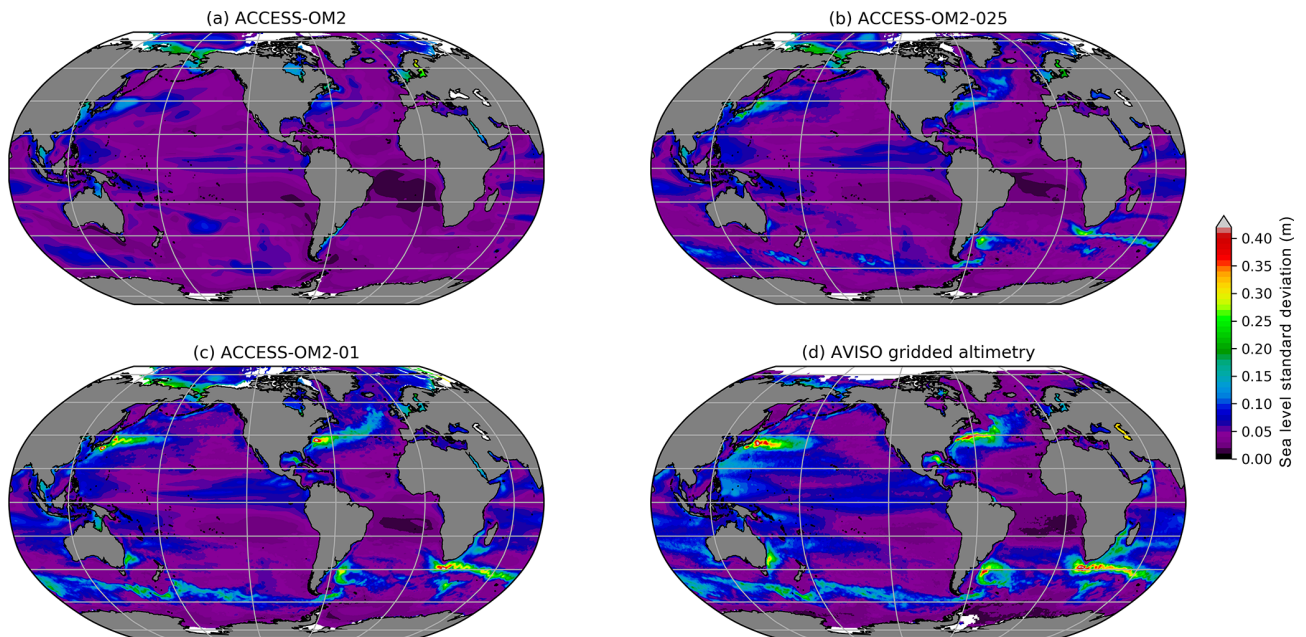 (a) ACCESS-OM2
(b) ACCESS-OM2-025
(c) ACCESS-OM2-01
(d) AVISO gridded altimetry
0.40
0.35
0.30
0.25
0.20
0.15
0.10
0.05
0.00
Sea level standard deviation (m)